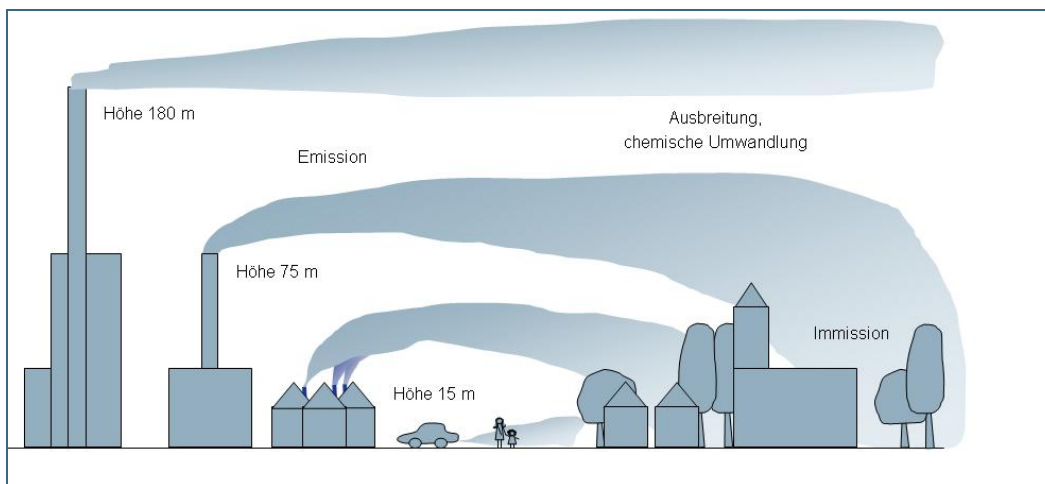 Höhe 180 m
Ausbreitung,
chemische Umwandlung
Emission
Höhe 75 m
Immission
Höhe 15 m